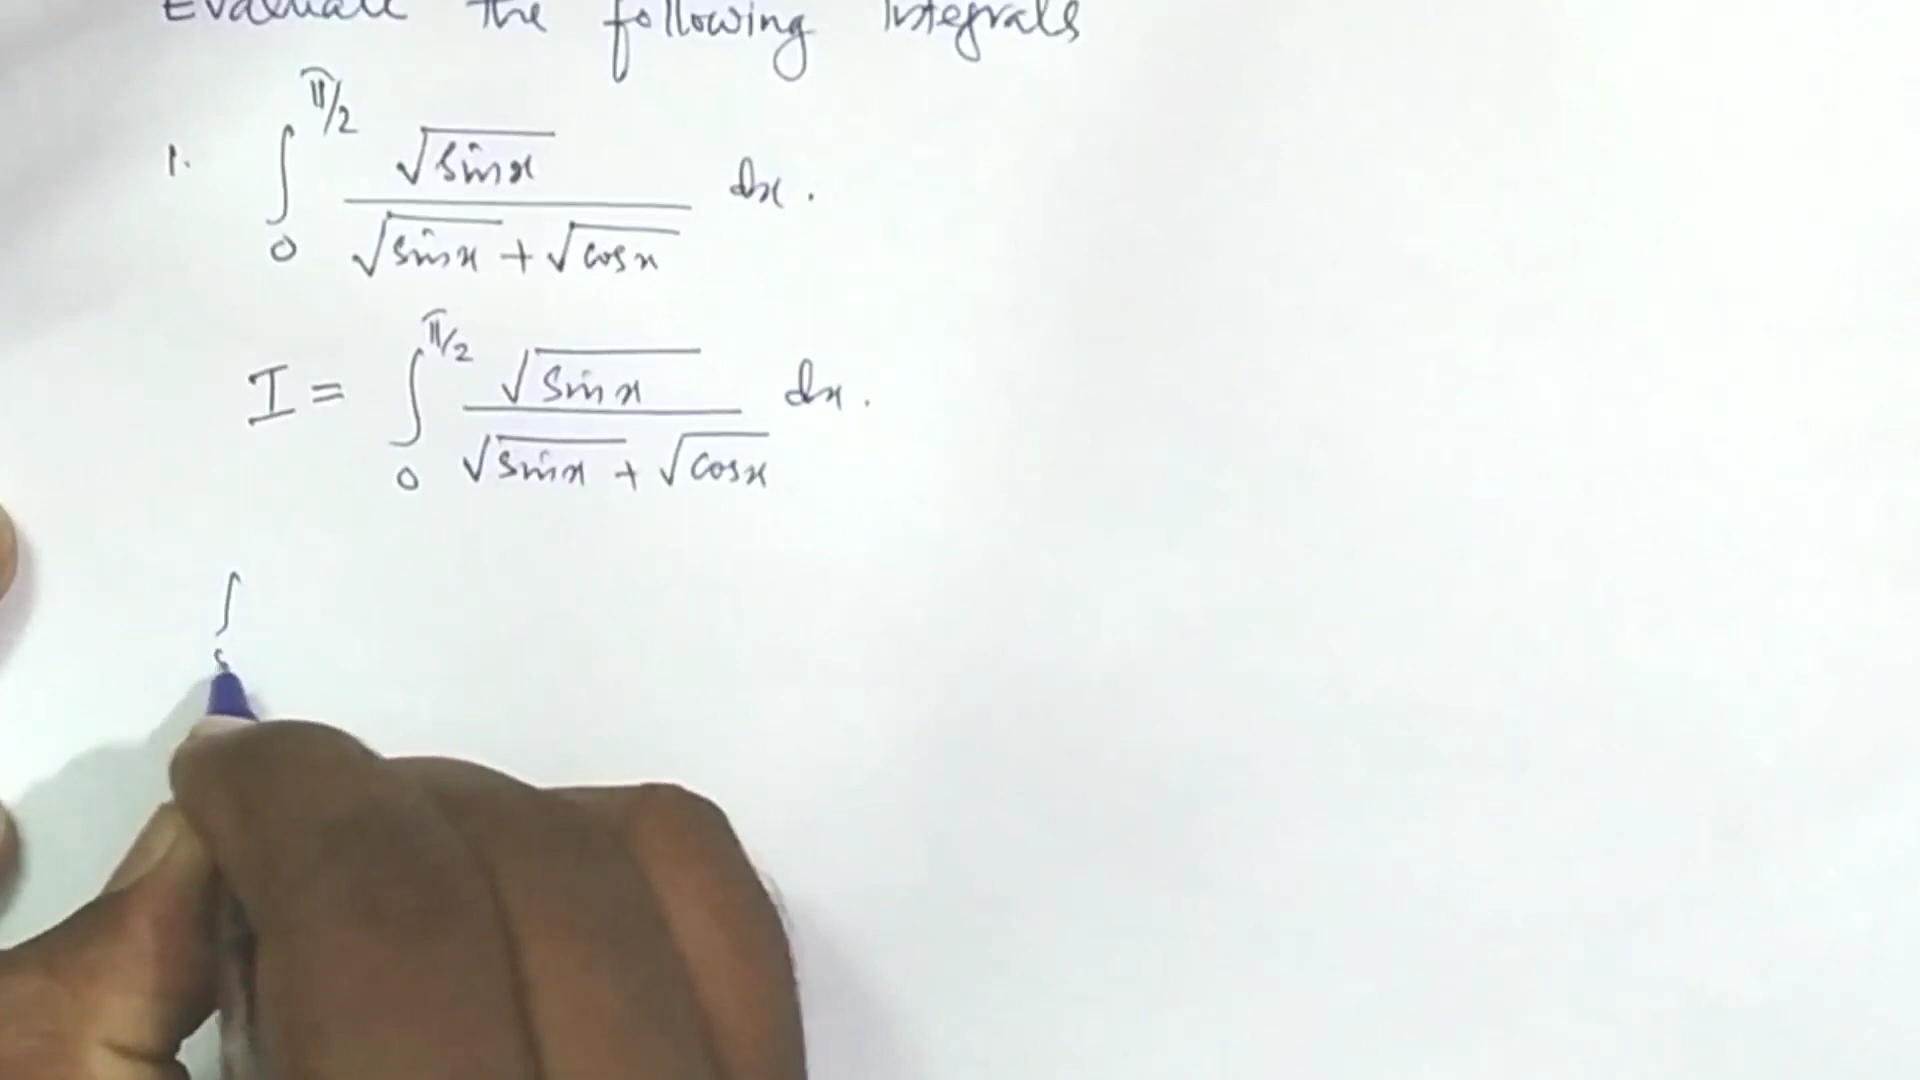 Evaluate the following Integrals
1. ∫₀^{π/2} √sinx / (√sinx + √cosx) dx.
I = ∫₀^{π/2} √sinx / (√sinx + √cosx) dx.
∫